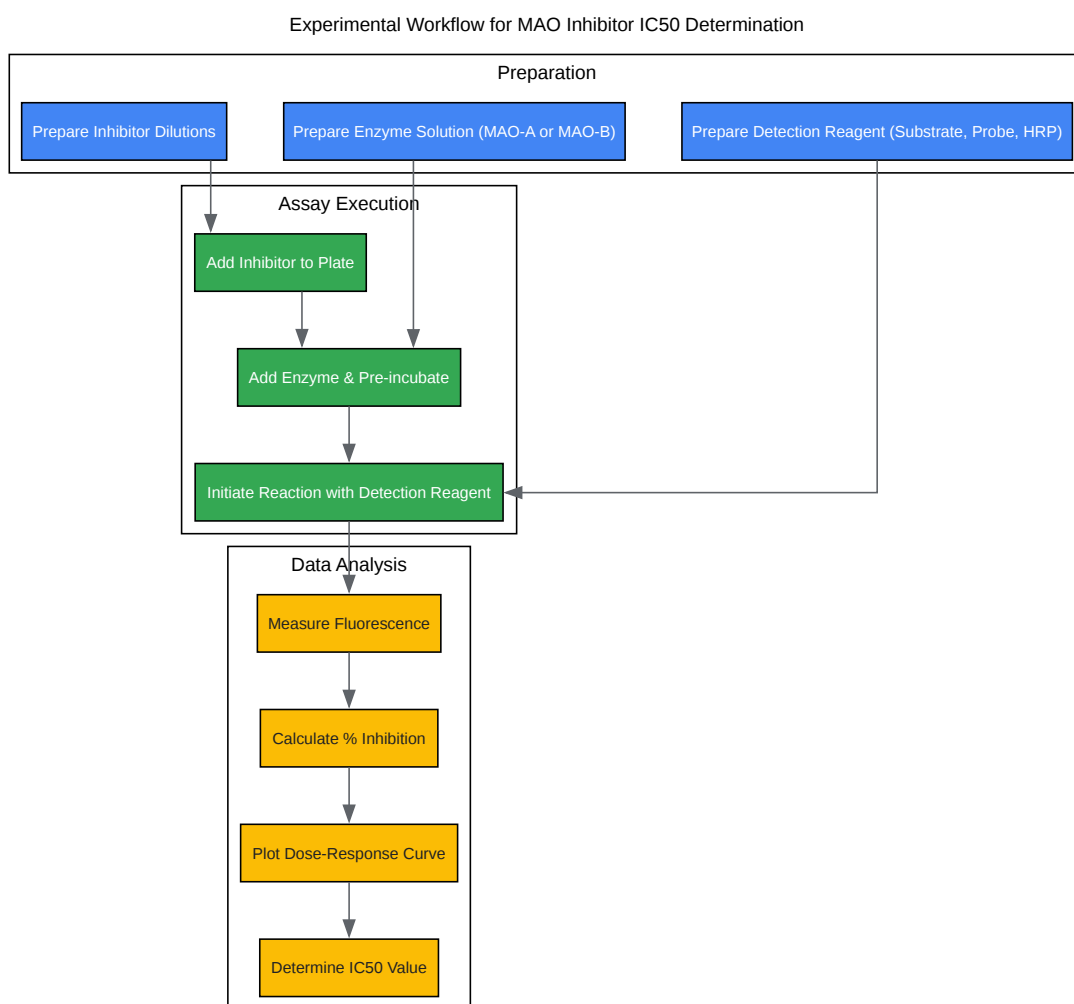 Experimental Workflow for MAO Inhibitor IC50 Determination
Preparation
Prepare Inhibitor Dilutions
Prepare Enzyme Solution (MAO-A or MAO-B)
Prepare Detection Reagent (Substrate, Probe, HRP)
Assay Execution
Add Inhibitor to Plate
Add Enzyme & Pre-incubate
Initiate Reaction with Detection Reagent
Data Analysis
Measure Fluorescence
Calculate % Inhibition
Plot Dose-Response Curve
Determine IC50 Value